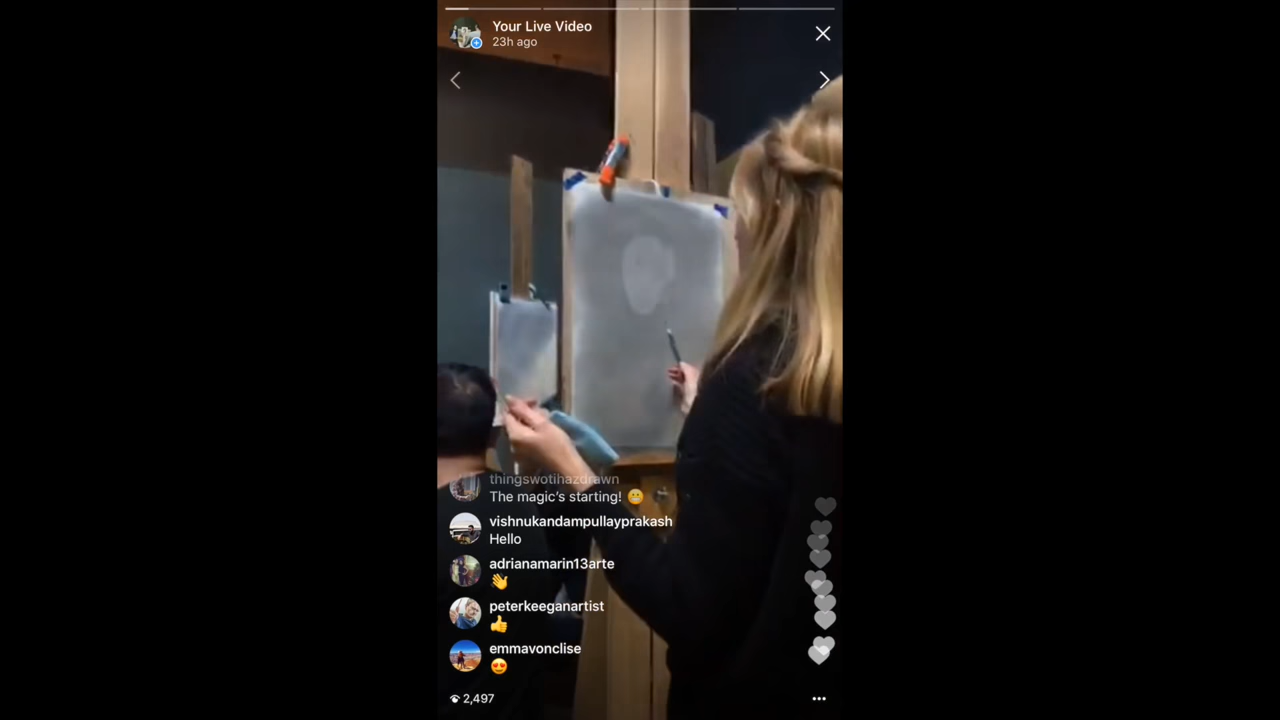 Your Live Video
23h ago
thingswotihazdrawn
The magic's starting! 😬
vishnukandampullayprakash
Hello
adrianamarin13arte
👋
peterkeeganartist
👍
emmavonclise
😍
2,497